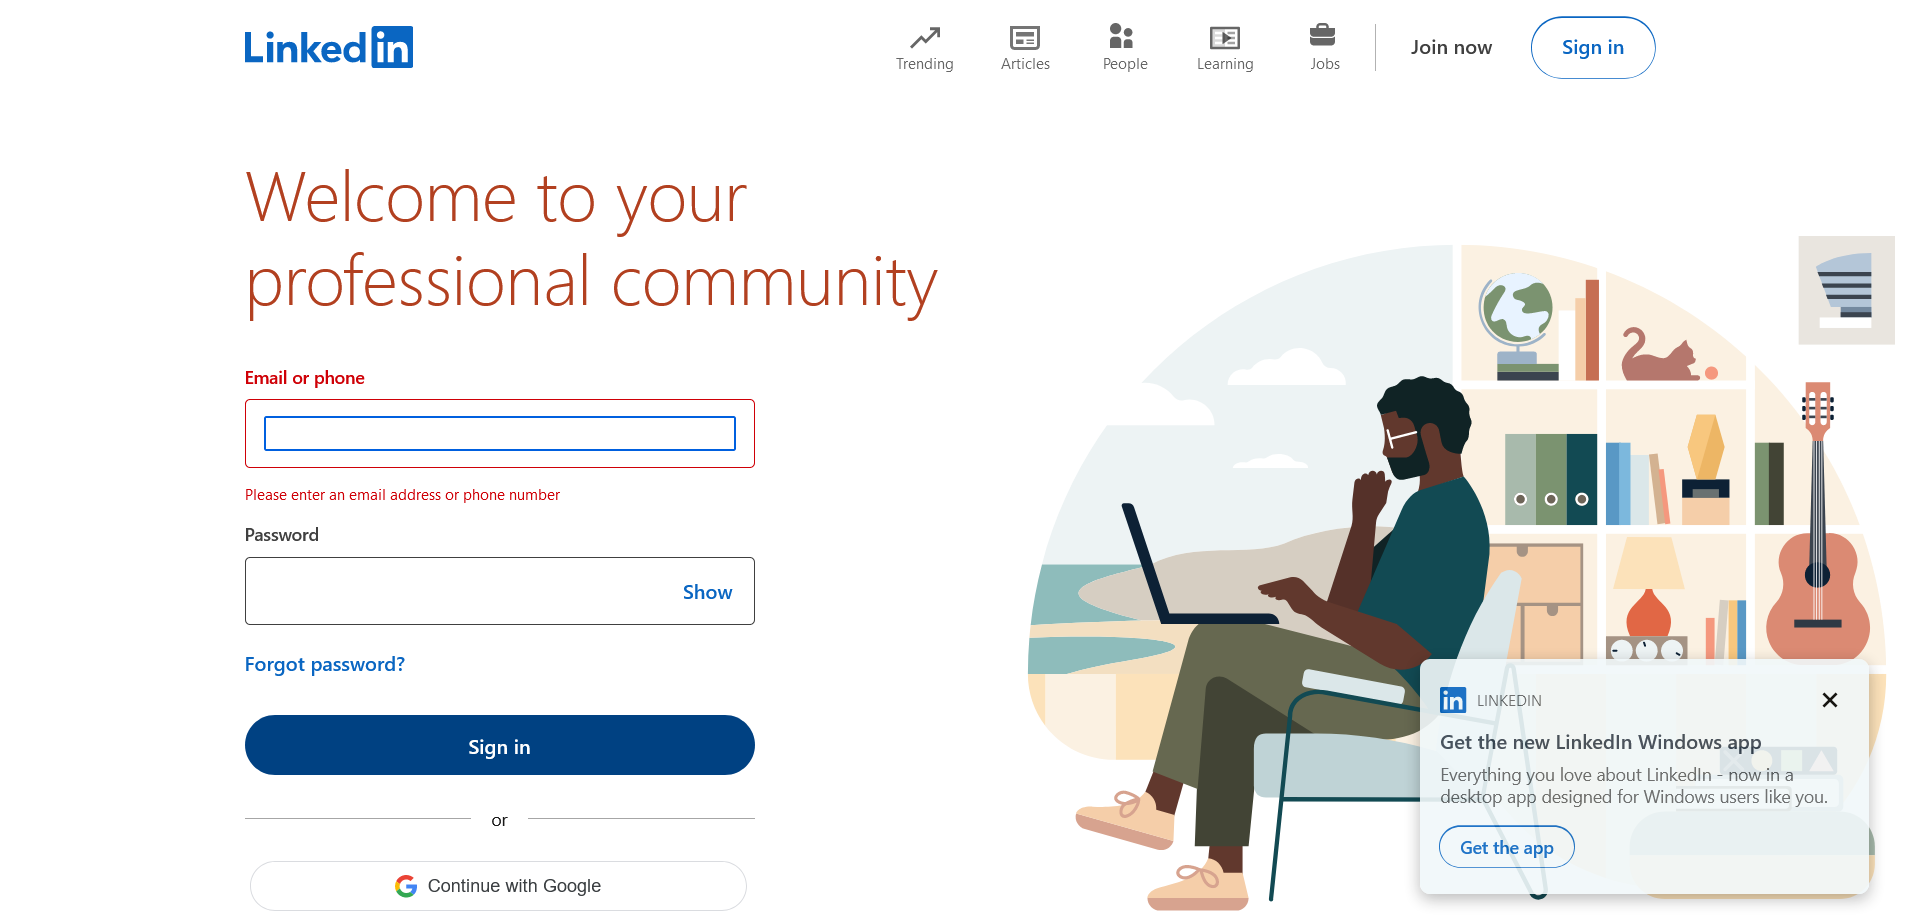 Linked in
Trending
Articles
People
Learning
Jobs
Join now
Sign in
Welcome to your
professional community
Email or phone
Please enter an email address or phone number
Password
Show
Forgot password?
Sign in
or
Continue with Google
in LINKEDIN
Get the new LinkedIn Windows app
Everything you love about LinkedIn - now in a
desktop app designed for Windows users like you.
Get the app